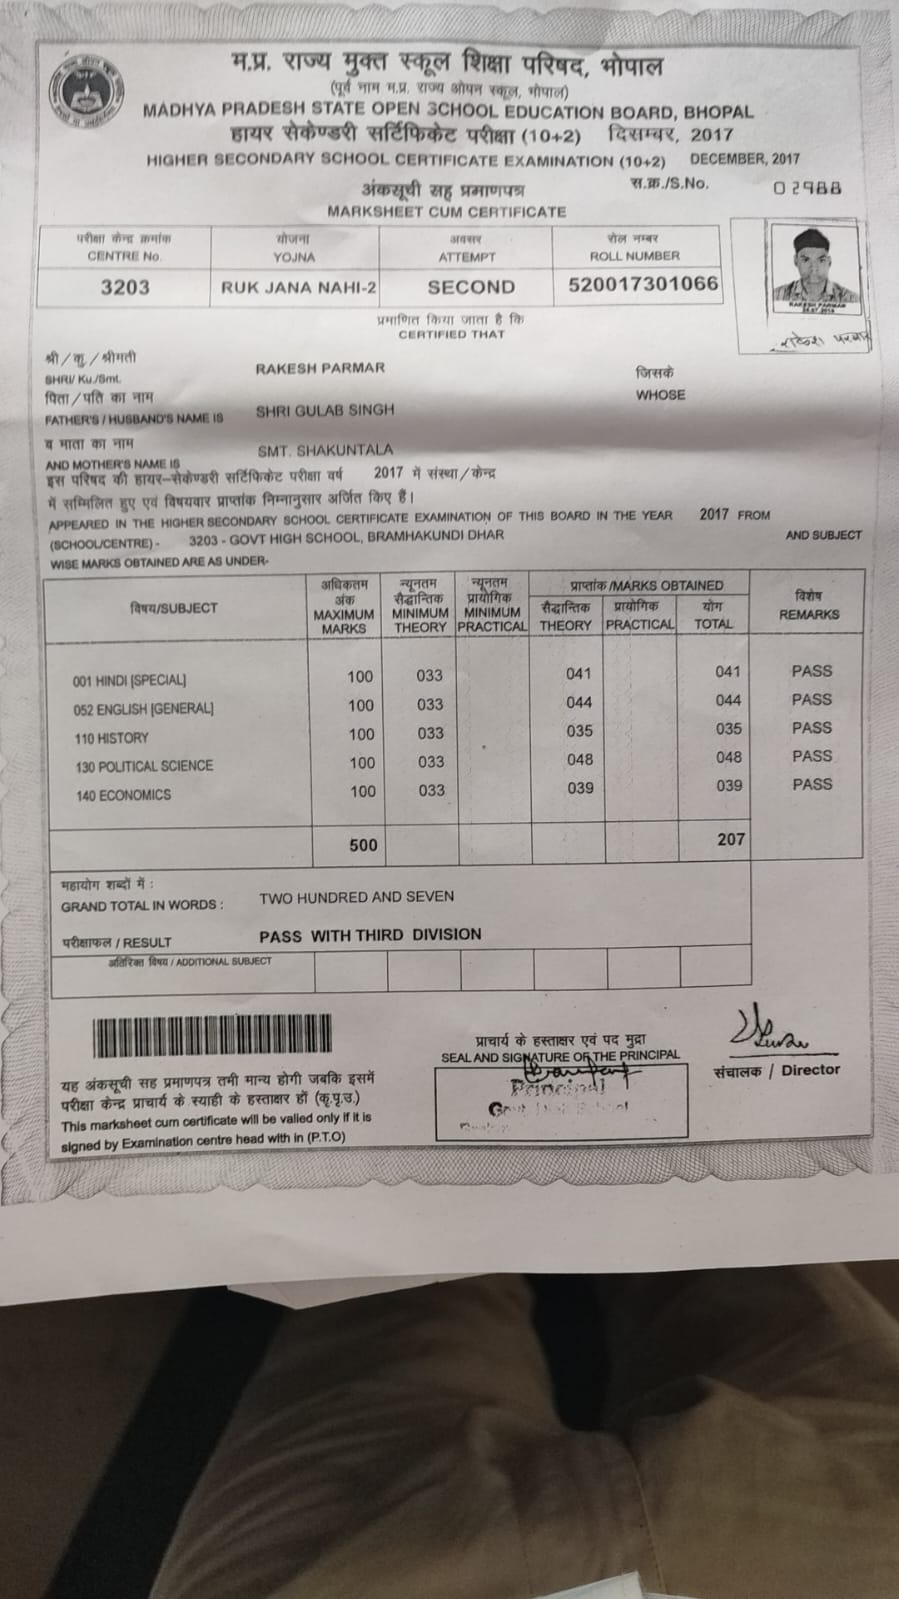 म.प्र. राज्य मुक्त स्कूल शिक्षा परिषद, भोपाल
(पूर्व नाम म.प्र. राज्य ओपन स्कूल, भोपाल)
MADHYA PRADESH STATE OPEN SCHOOL EDUCATION BOARD, BHOPAL
हायर सेकेण्डरी सर्टिफिकेट परीक्षा (10+2) दिसम्बर, 2017
HIGHER SECONDARY SCHOOL CERTIFICATE EXAMINATION (10+2) DECEMBER, 2017
अंकसूची सह प्रमाणपत्र स.क्र./S.No. 02988
MARKSHEET CUM CERTIFICATE
परीक्षा केन्द्र क्रमांक योजना अवसर रोल नम्बर
CENTRE No. YOJNA ATTEMPT ROLL NUMBER
3203 RUK JANA NAHI-2 SECOND 520017301066
RAKESH PARMAR
राकेश परमार
प्रमाणित किया जाता है कि
CERTIFIED THAT
श्री/कु./श्रीमती RAKESH PARMAR जिसके
SHRI/ Ku./Smt. WHOSE
पिता/पति का नाम SHRI GULAB SINGH
FATHER'S / HUSBAND'S NAME IS
व माता का नाम SMT. SHAKUNTALA
AND MOTHER'S NAME IS
इस परिषद की हायर-सेकेण्डरी सर्टिफिकेट परीक्षा वर्ष 2017 में संस्था/केन्द्र
में सम्मिलित हुए एवं विषयवार प्राप्तांक निम्नानुसार अर्जित किए हैं।
APPEARED IN THE HIGHER SECONDARY SCHOOL CERTIFICATE EXAMINATION OF THIS BOARD IN THE YEAR 2017 FROM
(SCHOOL/CENTRE) - 3203 - GOVT HIGH SCHOOL, BRAMHAKUNDI DHAR AND SUBJECT
WISE MARKS OBTAINED ARE AS UNDER-
विषय/SUBJECT अधिकतम अंक MAXIMUM MARKS न्यूनतम सैद्धान्तिक MINIMUM THEORY न्यूनतम प्रायोगिक MINIMUM PRACTICAL प्राप्तांक/MARKS OBTAINED विशेष REMARKS
सैद्धान्तिक THEORY प्रायोगिक PRACTICAL योग TOTAL
001 HINDI [SPECIAL] 100 033 041 041 PASS
052 ENGLISH [GENERAL] 100 033 044 044 PASS
110 HISTORY 100 033 035 035 PASS
130 POLITICAL SCIENCE 100 033 048 048 PASS
140 ECONOMICS 100 033 039 039 PASS
500 207
महायोग शब्दों में :
GRAND TOTAL IN WORDS : TWO HUNDRED AND SEVEN
परीक्षाफल / RESULT PASS WITH THIRD DIVISION
अतिरिक्त विषय / ADDITIONAL SUBJECT
प्राचार्य के हस्ताक्षर एवं पद मुद्रा
SEAL AND SIGNATURE OF THE PRINCIPAL
Principal
संचालक / Director
यह अंकसूची सह प्रमाणपत्र तभी मान्य होगी जबकि इसमें
परीक्षा केन्द्र प्राचार्य के स्याही के हस्ताक्षर हों (कृ.पृ.उ.)
This marksheet cum certificate will be valied only if it is
signed by Examination centre head with in (P.T.O)